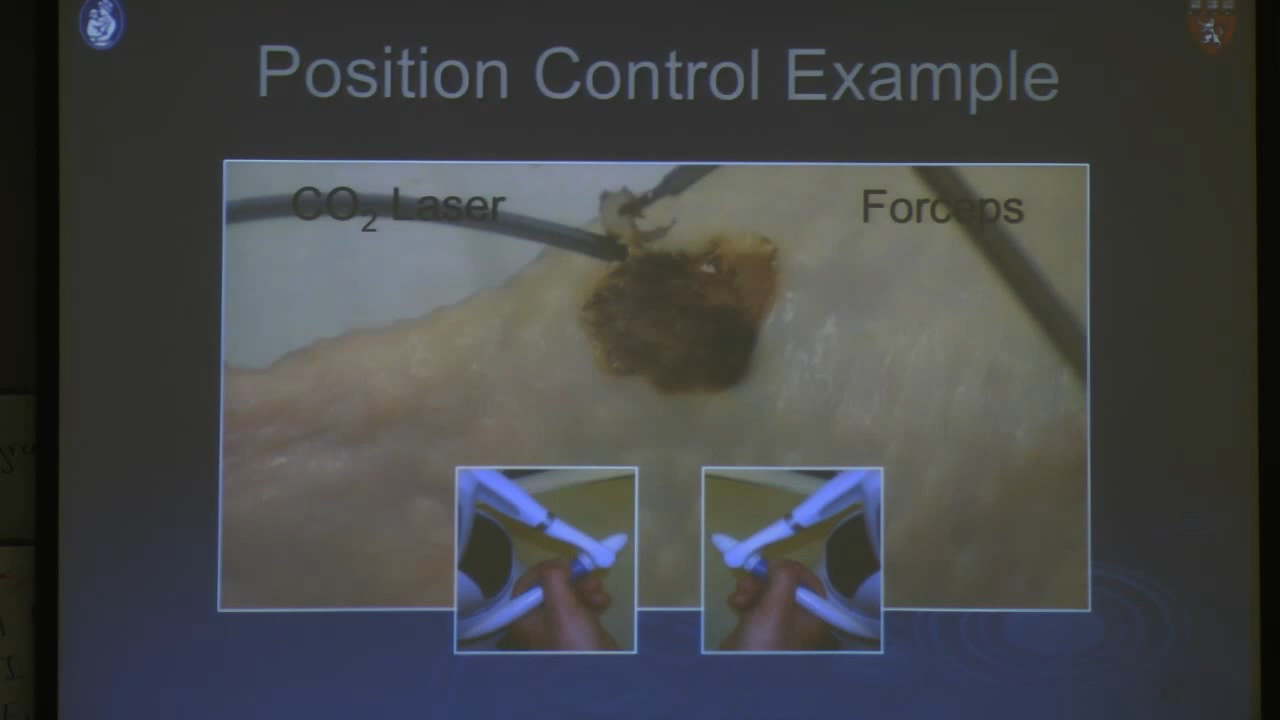 Position Control Example
CO₂ Laser
Forceps